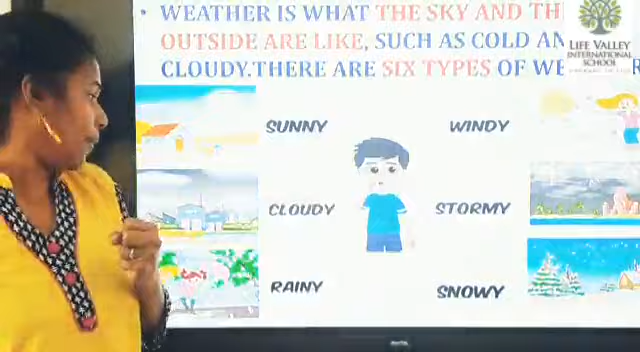 • WEATHER IS WHAT THE SKY AND TH
OUTSIDE ARE LIKE, SUCH AS COLD AN
CLOUDY.THERE ARE SIX TYPES OF WE R
LIFE VALLEY
INTERNATIONAL
SCHOOL
SUNNY WINDY
CLOUDY STORMY
RAINY SNOWY